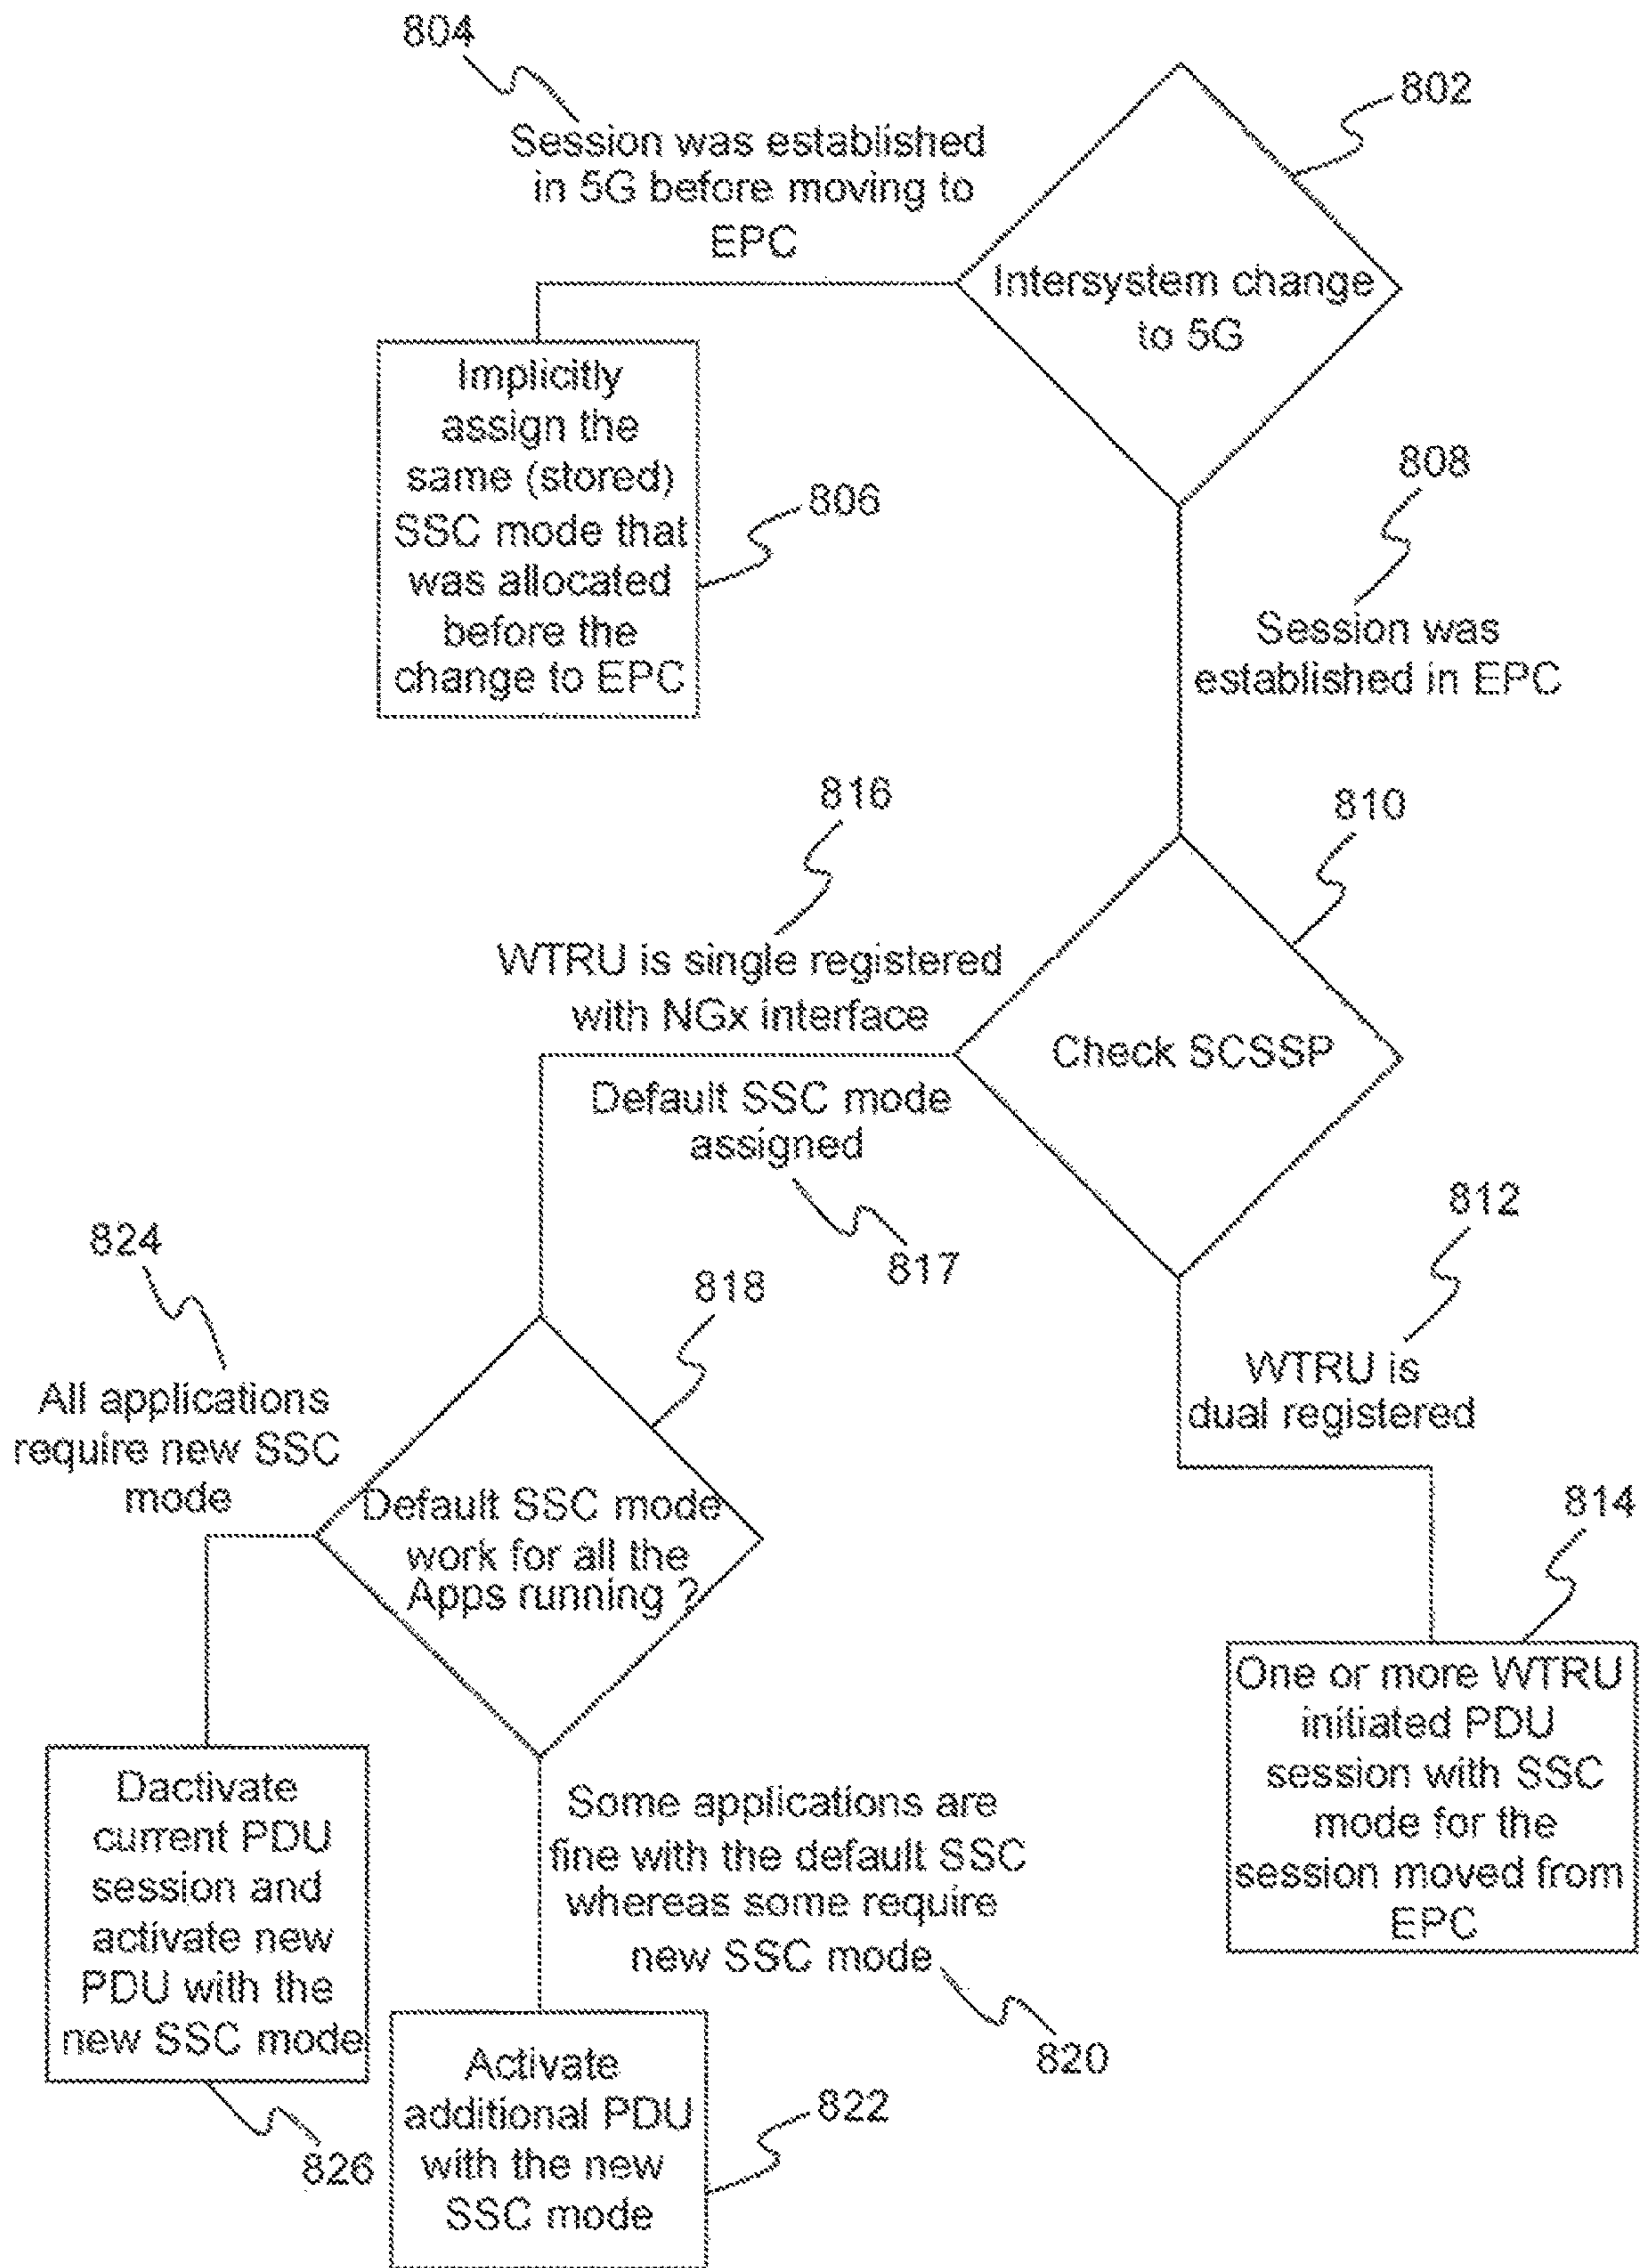 804
802
Session was established
in 5G before moving to
EPC
Intersystem change
to 5G
Implicitly
assign the
same (stored)
SSC mode that
was allocated
before the
change to EPC
806
808
Session was
established in EPC
816
810
WTRU is single registered
with NGx interface
Check SCSSP
Default SSC mode
assigned
817
812
WTRU is
dual registered
824
818
All applications
require new SSC
mode
Default SSC mode
work for all the
Apps running ?
814
One or more WTRU
initiated PDU
session with SSC
mode for the
session moved from
EPC
Dactivate
current PDU
session and
activate new
PDU with the
new SSC mode
826
Some applications are
fine with the default SSC
whereas some require
new SSC mode
820
Activate
additional PDU
with the new
SSC mode
822